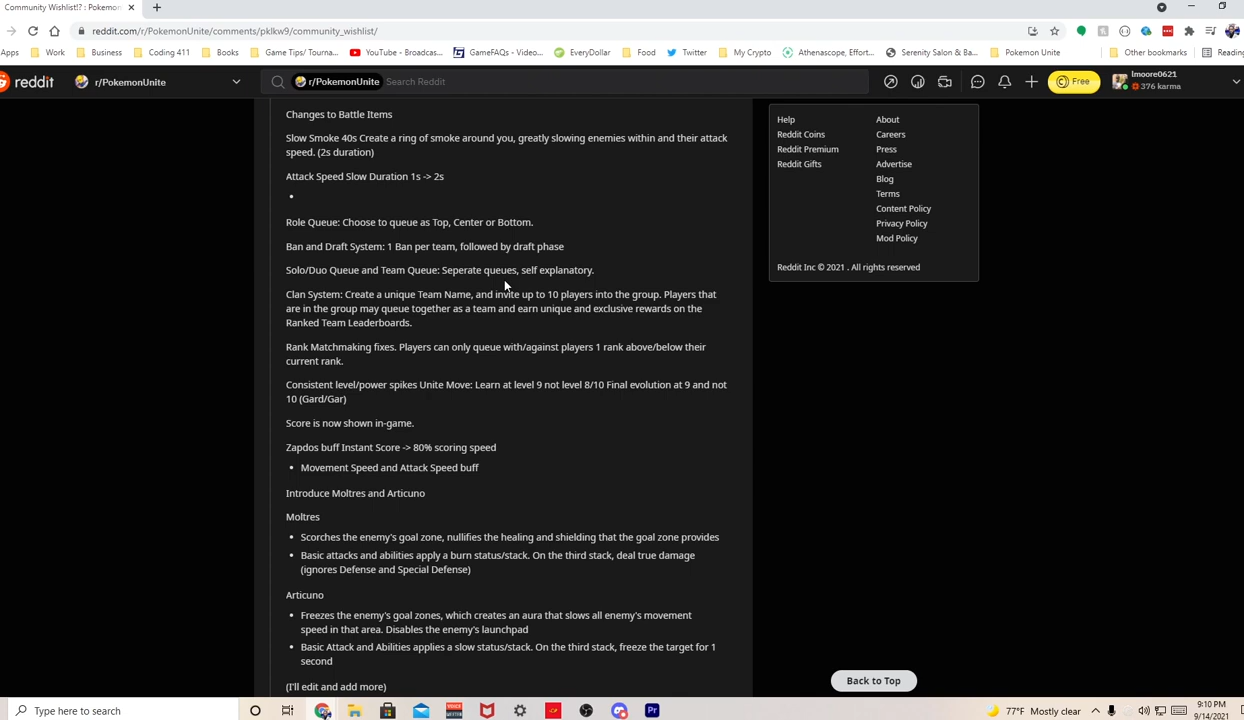 Community Wishlist!? : Pokemon
reddit.com/r/PokemonUnite/comments/pklkw9/community_wishlist/
Apps Work Business Coding 411 Books Game Tips/ Tourna... YouTube - Broadcas... GameFAQs - Video... EveryDollar Food Twitter My Crypto Athenascope, Effort... Serenity Salon & Ba... Pokemon Unite Other bookmarks Reading
reddit r/PokemonUnite r/PokemonUnite Search Reddit Free lmoore0621
376 karma
Changes to Battle Items
Slow Smoke 40s Create a ring of smoke around you, greatly slowing enemies within and their attack
speed. (2s duration)
Attack Speed Slow Duration 1s -> 2s
•
Role Queue: Choose to queue as Top, Center or Bottom.
Ban and Draft System: 1 Ban per team, followed by draft phase
Solo/Duo Queue and Team Queue: Seperate queues, self explanatory.
Clan System: Create a unique Team Name, and invite up to 10 players into the group. Players that
are in the group may queue together as a team and earn unique and exclusive rewards on the
Ranked Team Leaderboards.
Rank Matchmaking fixes. Players can only queue with/against players 1 rank above/below their
current rank.
Consistent level/power spikes Unite Move: Learn at level 9 not level 8/10 Final evolution at 9 and not
10 (Gard/Gar)
Score is now shown in-game.
Zapdos buff Instant Score -> 80% scoring speed
• Movement Speed and Attack Speed buff
Introduce Moltres and Articuno
Moltres
• Scorches the enemy's goal zone, nullifies the healing and shielding that the goal zone provides
• Basic attacks and abilities apply a burn status/stack. On the third stack, deal true damage
(ignores Defense and Special Defense)
Articuno
• Freezes the enemy's goal zones, which creates an aura that slows all enemy's movement
speed in that area. Disables the enemy's launchpad
• Basic Attack and Abilities applies a slow status/stack. On the third stack, freeze the target for 1
second
(I'll edit and add more)
Help About
Reddit Coins Careers
Reddit Premium Press
Reddit Gifts Advertise
Blog
Terms
Content Policy
Privacy Policy
Mod Policy
Reddit Inc © 2021 . All rights reserved
Back to Top
Type here to search
77°F Mostly clear
9:10 PM
9/14/2021